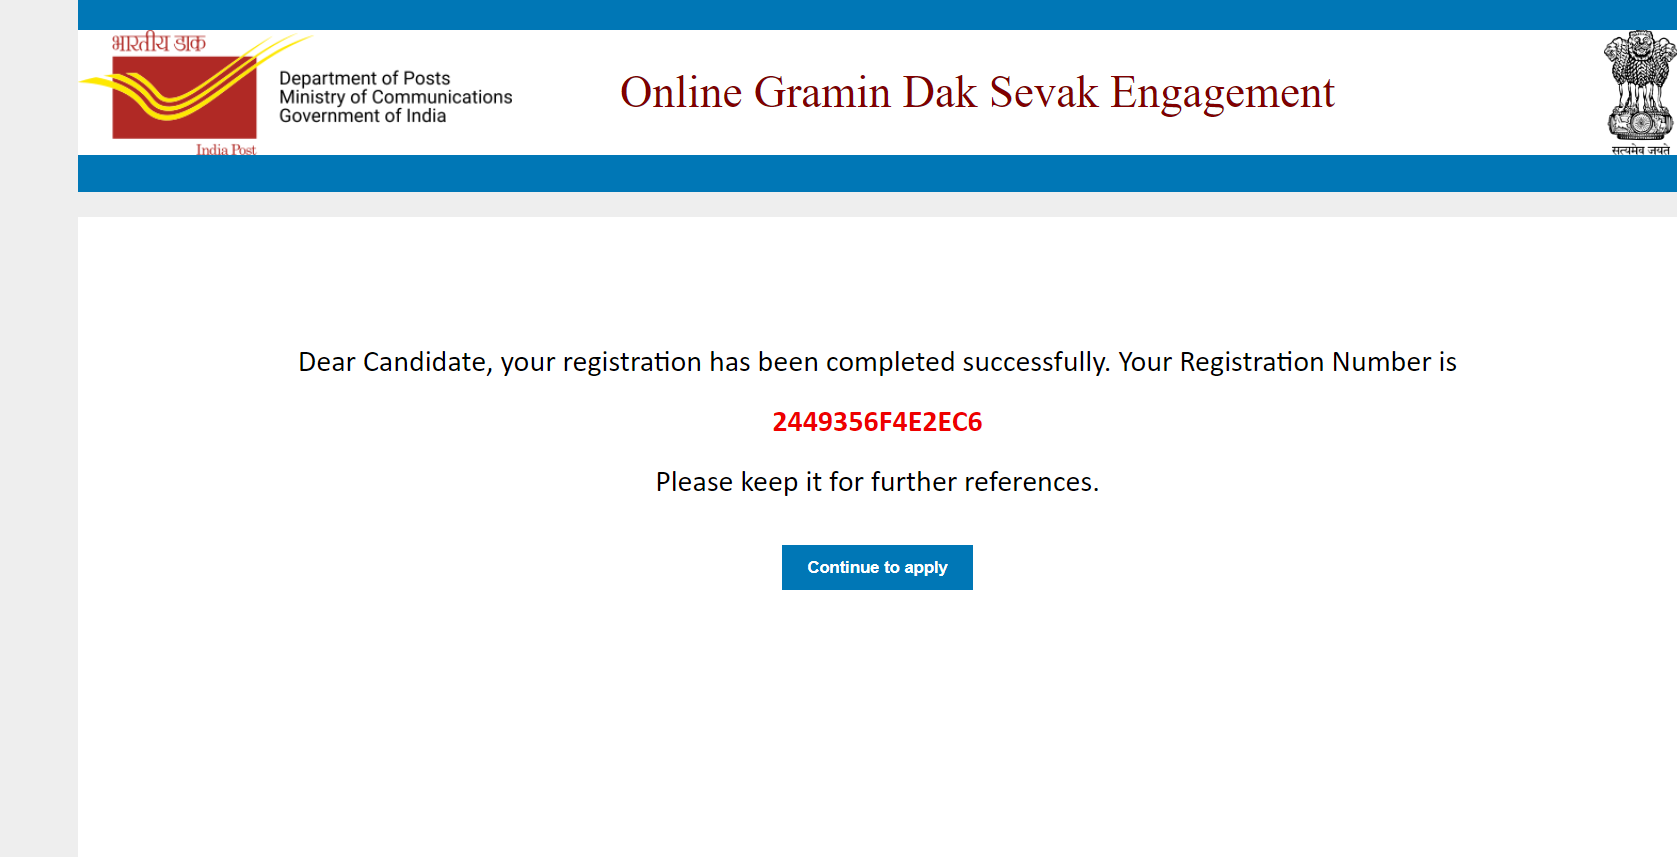 भारतीय डाक
Department of Posts
Ministry of Communications
Government of India
India Post
Online Gramin Dak Sevak Engagement
सत्यमेव जयते
Dear Candidate, your registration has been completed successfully. Your Registration Number is
2449356F4E2EC6
Please keep it for further references.
Continue to apply